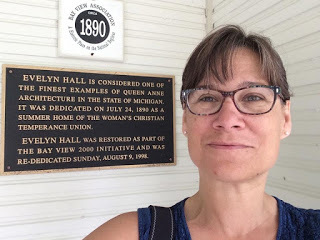 BAY VIEW ASSOCIATION
CIRCA
1890
EVELYN HALL IS CONSIDERED ONE OF
THE FINEST EXAMPLES OF QUEEN ANNE
ARCHITECTURE IN THE STATE OF MICHIGAN.
IT WAS DEDICATED ON JULY 24, 1890 AS A
SUMMER HOME OF THE WOMAN'S CHRISTIAN
TEMPERANCE UNION.
EVELYN HALL WAS RESTORED AS PART OF
THE BAY VIEW 2000 INITIATIVE AND WAS
RE-DEDICATED SUNDAY, AUGUST 9, 1998.